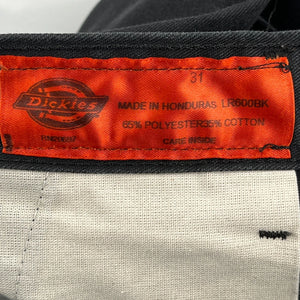 31
Dickies
MADE IN HONDURAS LR600BK
65% POLYESTER35% COTTON
CARE INSIDE